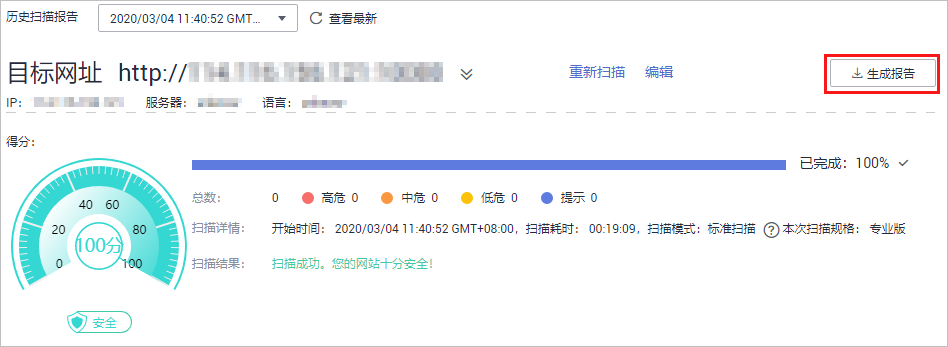 历史扫描报告 2020/03/04 11:40:52 GMT... 查看最新
目标网址 http:// 重新扫描 编辑 生成报告
IP: 服务器: 语言:
得分:
已完成: 100%
总数: 0 高危 0 中危 0 低危 0 提示 0
扫描详情: 开始时间: 2020/03/04 11:40:52 GMT+08:00, 扫描耗时: 00:19:09, 扫描模式: 标准扫描 ? 本次扫描规格: 专业版
扫描结果: 扫描成功。您的网站十分安全!
40 60
20 80
100分
0 100
安全